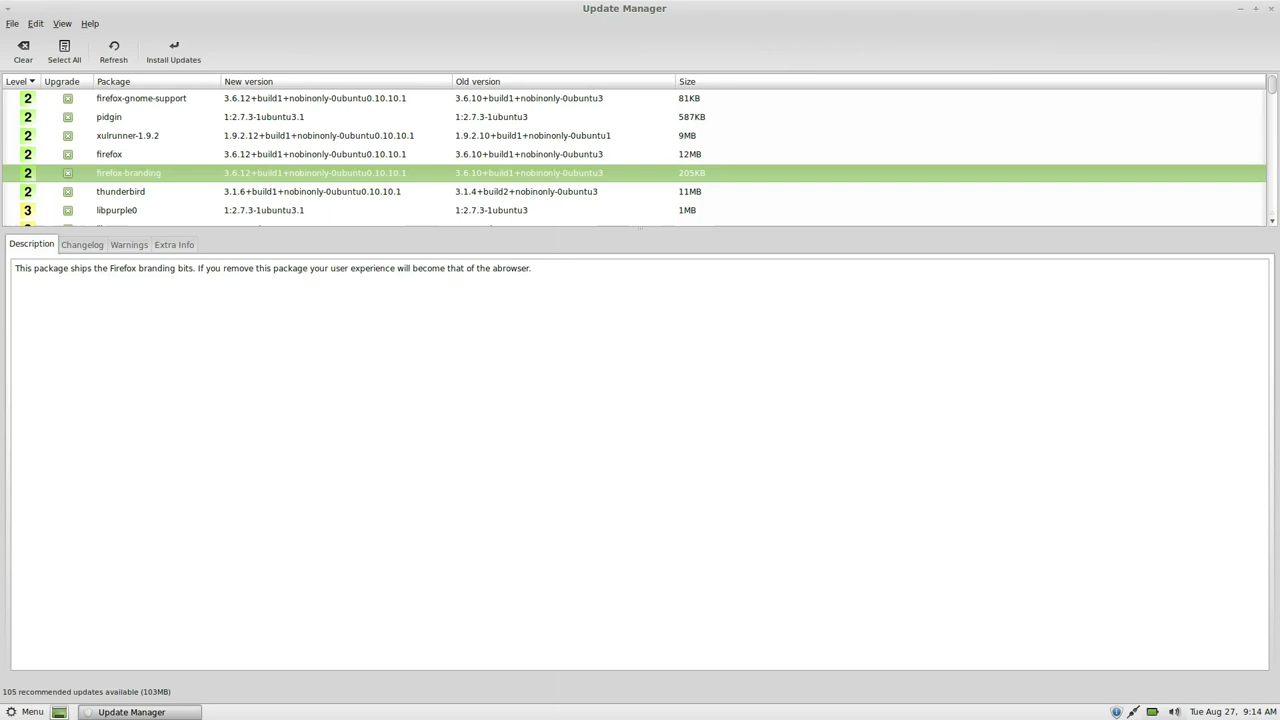 Update Manager
File Edit View Help
Clear Select All Refresh Install Updates
Level Upgrade Package New version Old version Size
2 firefox-gnome-support 3.6.12+build1+nobinonly-0ubuntu0.10.10.1 3.6.10+build1+nobinonly-0ubuntu3 81KB
2 pidgin 1:2.7.3-1ubuntu3.1 1:2.7.3-1ubuntu3 587KB
2 xulrunner-1.9.2 1.9.2.12+build1+nobinonly-0ubuntu0.10.10.1 1.9.2.10+build1+nobinonly-0ubuntu1 9MB
2 firefox 3.6.12+build1+nobinonly-0ubuntu0.10.10.1 3.6.10+build1+nobinonly-0ubuntu3 12MB
2 firefox-branding 3.6.12+build1+nobinonly-0ubuntu0.10.10.1 3.6.10+build1+nobinonly-0ubuntu3 205KB
2 thunderbird 3.1.6+build1+nobinonly-0ubuntu0.10.10.1 3.1.4+build2+nobinonly-0ubuntu3 11MB
3 libpurple0 1:2.7.3-1ubuntu3.1 1:2.7.3-1ubuntu3 1MB
Description Changelog Warnings Extra Info
This package ships the Firefox branding bits. If you remove this package your user experience will become that of the abrowser.
105 recommended updates available (103MB)
Menu Update Manager Tue Aug 27, 9:14 AM